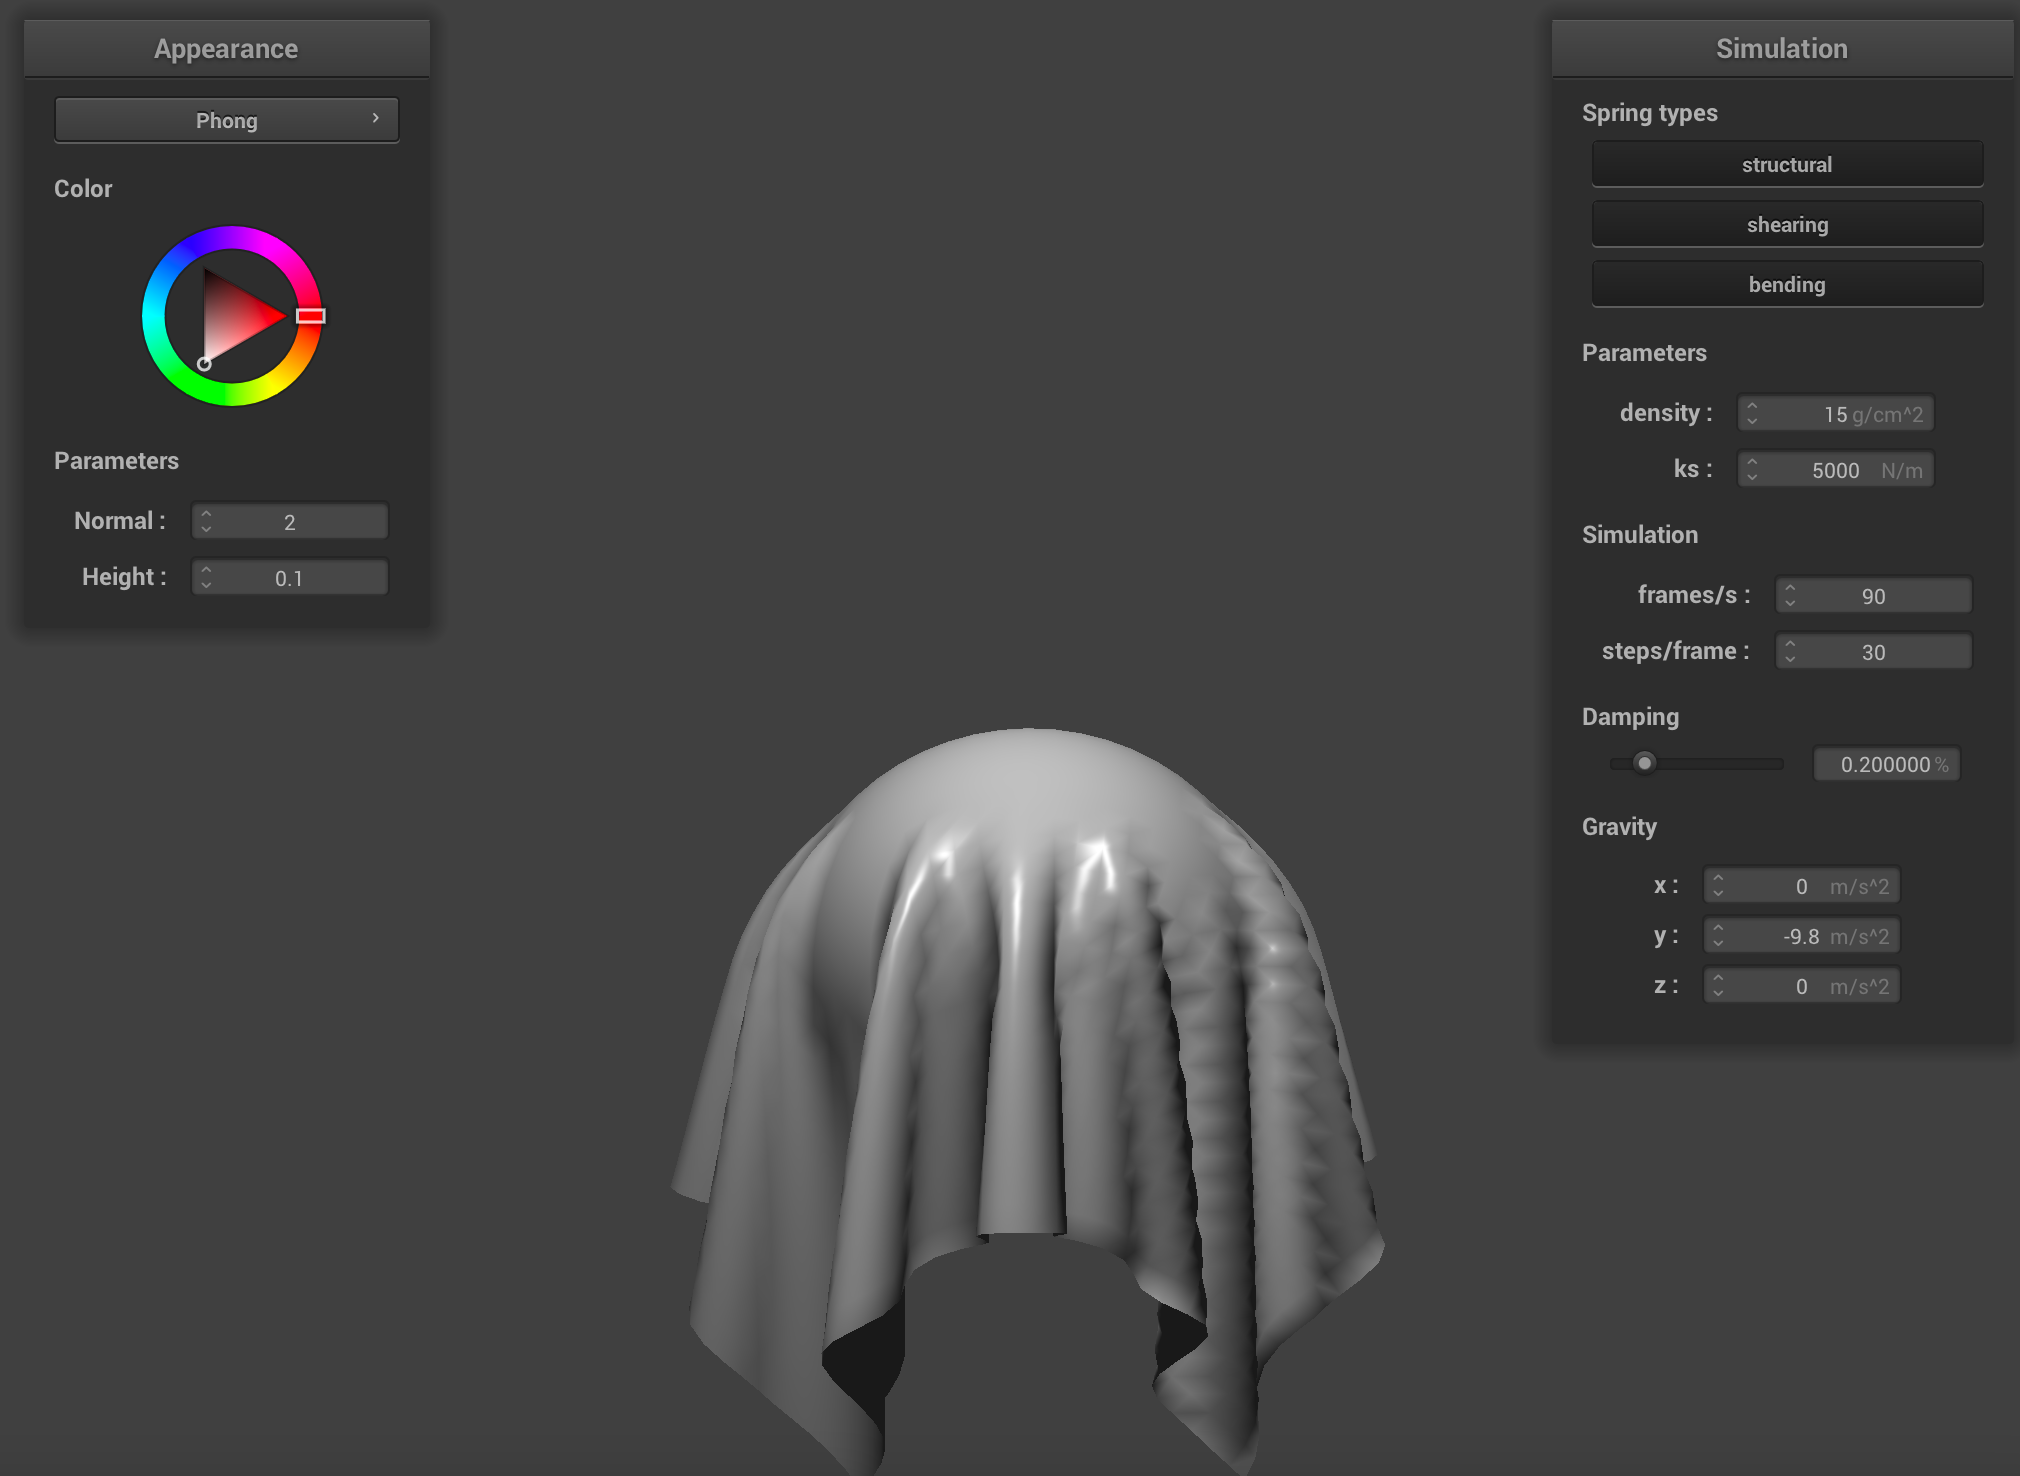 Appearance
Phong
Color
Parameters
Normal : 2
Height : 0.1
Simulation
Spring types
structural
shearing
bending
Parameters
density : 15 g/cm^2
ks : 5000 N/m
Simulation
frames/s : 90
steps/frame : 30
Damping
0.200000 %
Gravity
x : 0 m/s^2
y : -9.8 m/s^2
z : 0 m/s^2